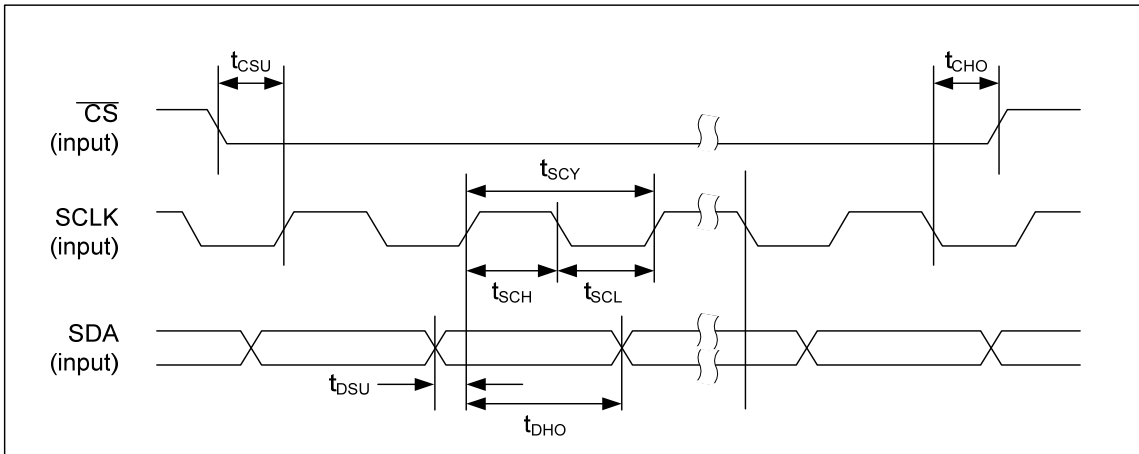 tCSU
tCHO
CS
(input)
tSCY
SCLK
(input)
tSCH
tSCL
SDA
(input)
tDSU
tDHO